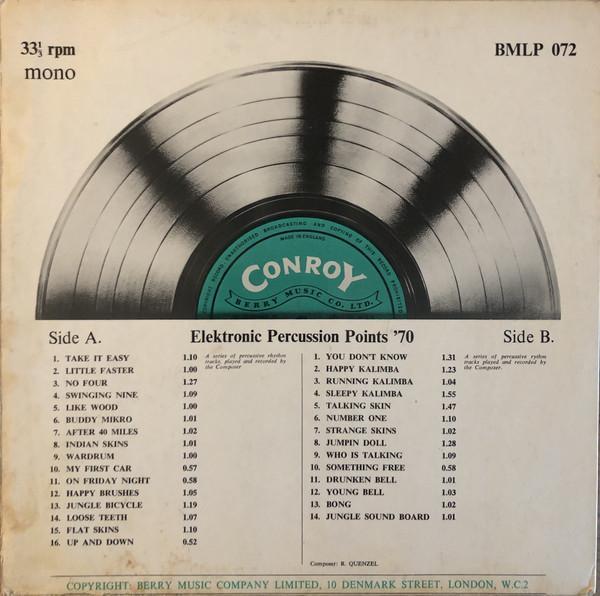 33⅓ rpm
mono
BMLP 072
COPYRIGHT RECORD UNAUTHORISED BROADCASTING AND COPYING OF THIS RECORD PROHIBITED
MADE IN ENGLAND
CONROY
BERRY MUSIC CO. LTD.
Side A.
Elektronic Percussion Points '70
Side B.
A series of percussive rhythm
tracks, played and recorded by
the Composer
1. TAKE IT EASY 1.10
2. LITTLE FASTER 1.00
3. NO FOUR 1.27
4. SWINGING NINE 1.09
5. LIKE WOOD 1.00
6. BUDDY MIKRO 1.01
7. AFTER 40 MILES 1.02
8. INDIAN SKINS 1.01
9. WARDRUM 1.00
10. MY FIRST CAR 0.57
11. ON FRIDAY NIGHT 0.58
12. HAPPY BRUSHES 1.05
13. JUNGLE BICYCLE 1.19
14. LOOSE TEETH 1.07
15. FLAT SKINS 1.10
16. UP AND DOWN 0.52
A series of percussive rythm
tracks, played and recorded by
the Composer.
1. YOU DON'T KNOW 1.31
2. HAPPY KALIMBA 1.23
3. RUNNING KALIMBA 1.04
4. SLEEPY KALIMBA 1.55
5. TALKING SKIN 1.47
6. NUMBER ONE 1.10
7. STRANGE SKINS 1.02
8. JUMPIN DOLL 1.28
9. WHO IS TALKING 1.09
10. SOMETHING FREE 0.58
11. DRUNKEN BELL 1.01
12. YOUNG BELL 1.03
13. BONG 1.02
14. JUNGLE SOUND BOARD 1.01
Composer: R. QUENZEL
COPYRIGHT: BERRY MUSIC COMPANY LIMITED, 10 DENMARK STREET, LONDON, W.C.2